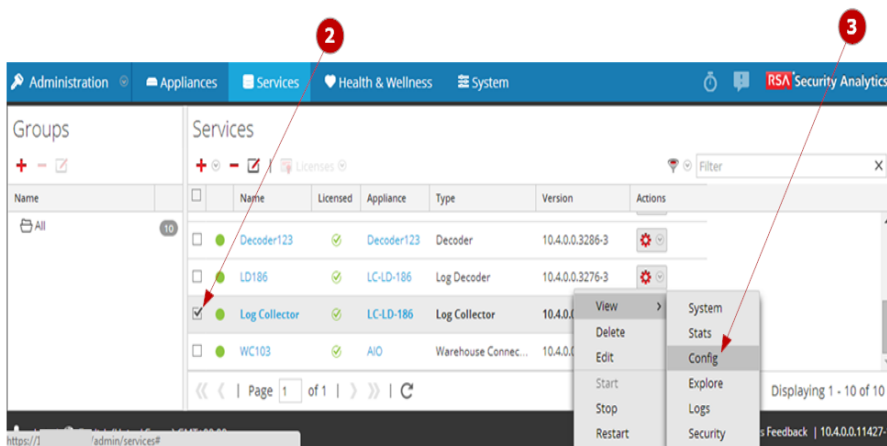 2
3
Administration
Appliances
Services
Health & Wellness
System
RSA Security Analytics
Groups
Services
Licenses
Filter
X
Name
Name
Licensed
Appliance
Type
Version
Actions
All
10
Decoder123
Decoder123
Decoder
10.4.0.0.3286-3
LD186
LC-LD-186
Log Decoder
10.4.0.0.3276-3
Log Collector
LC-LD-186
Log Collector
10.4.0
WC103
AIO
Warehouse Connec...
10.4.0.0
View
Delete
Edit
Start
Stop
Restart
System
Stats
Config
Explore
Logs
Security
Page 1 of 1
Displaying 1 - 10 of 10
https://1
/admin/services#
s Feedback | 10.4.0.0.11427-